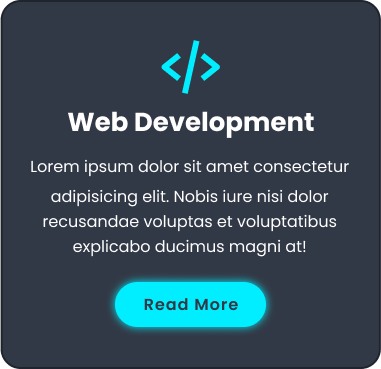 </>
Web Development
Lorem ipsum dolor sit amet consectetur
adipisicing elit. Nobis iure nisi dolor
recusandae voluptas et voluptatibus
explicabo ducimus magni at!
Read More